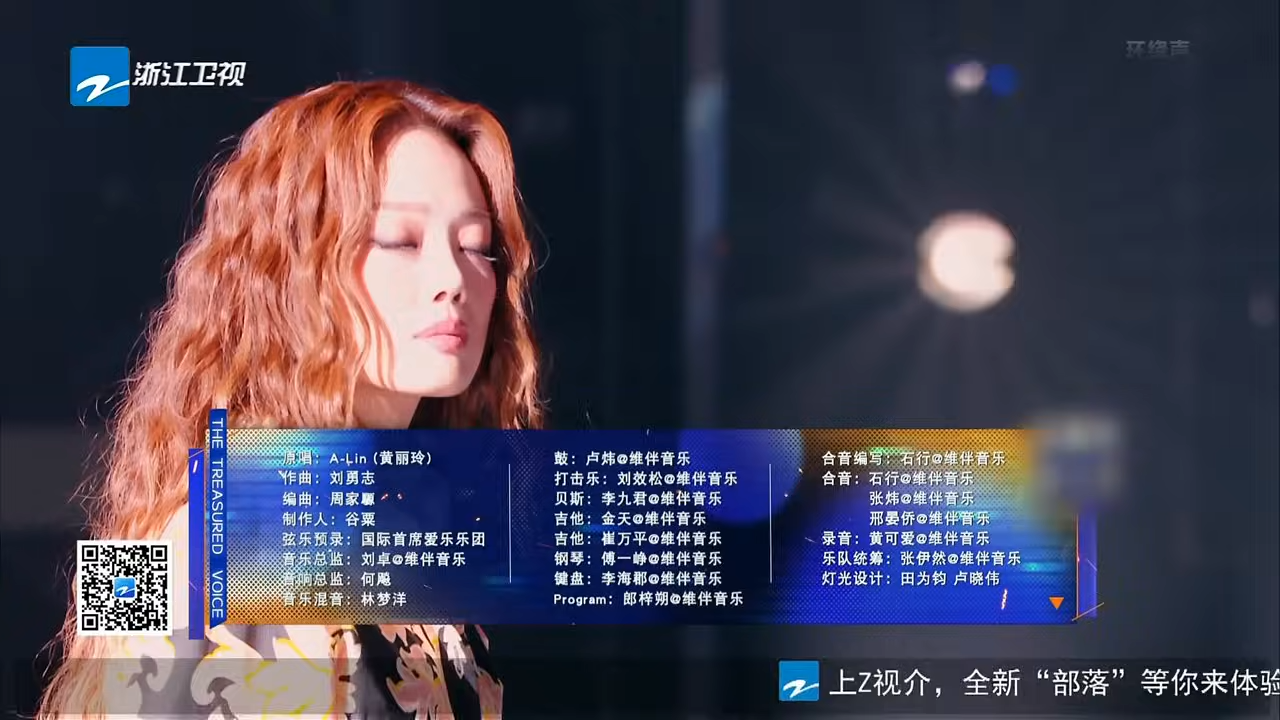 浙江卫视
环绕声
THE TREASURED VOICE
原唱：A-Lin（黄丽玲）
作曲：刘勇志
编曲：周家颢
制作人：谷粟
弦乐预录：国际首席爱乐乐团
音乐总监：刘卓@维伴音乐
音响总监：何飚
音乐混音：林梦洋
鼓：卢炜@维伴音乐
打击乐：刘效松@维伴音乐
贝斯：李九君@维伴音乐
吉他：金天@维伴音乐
吉他：崔万平@维伴音乐
钢琴：傅一峥@维伴音乐
键盘：李海郡@维伴音乐
Program：郎梓朔@维伴音乐
合音编写：石行@维伴音乐
合音：石行@维伴音乐
张炜@维伴音乐
邢晏侨@维伴音乐
录音：黄可爱@维伴音乐
乐队统筹：张伊然@维伴音乐
灯光设计：田为钧 卢晓伟
上Z视介，全新“部落”等你来体验